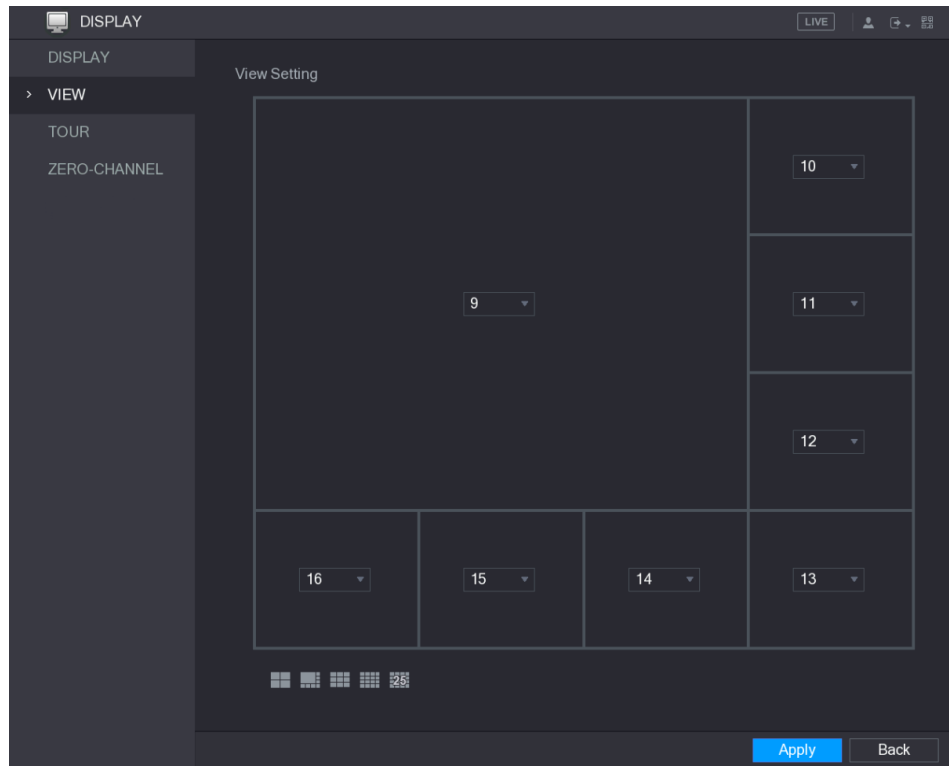 DISPLAY
LIVE
DISPLAY
VIEW
TOUR
ZERO-CHANNEL
View Setting
10
9
11
12
16
15
14
13
25
Apply
Back